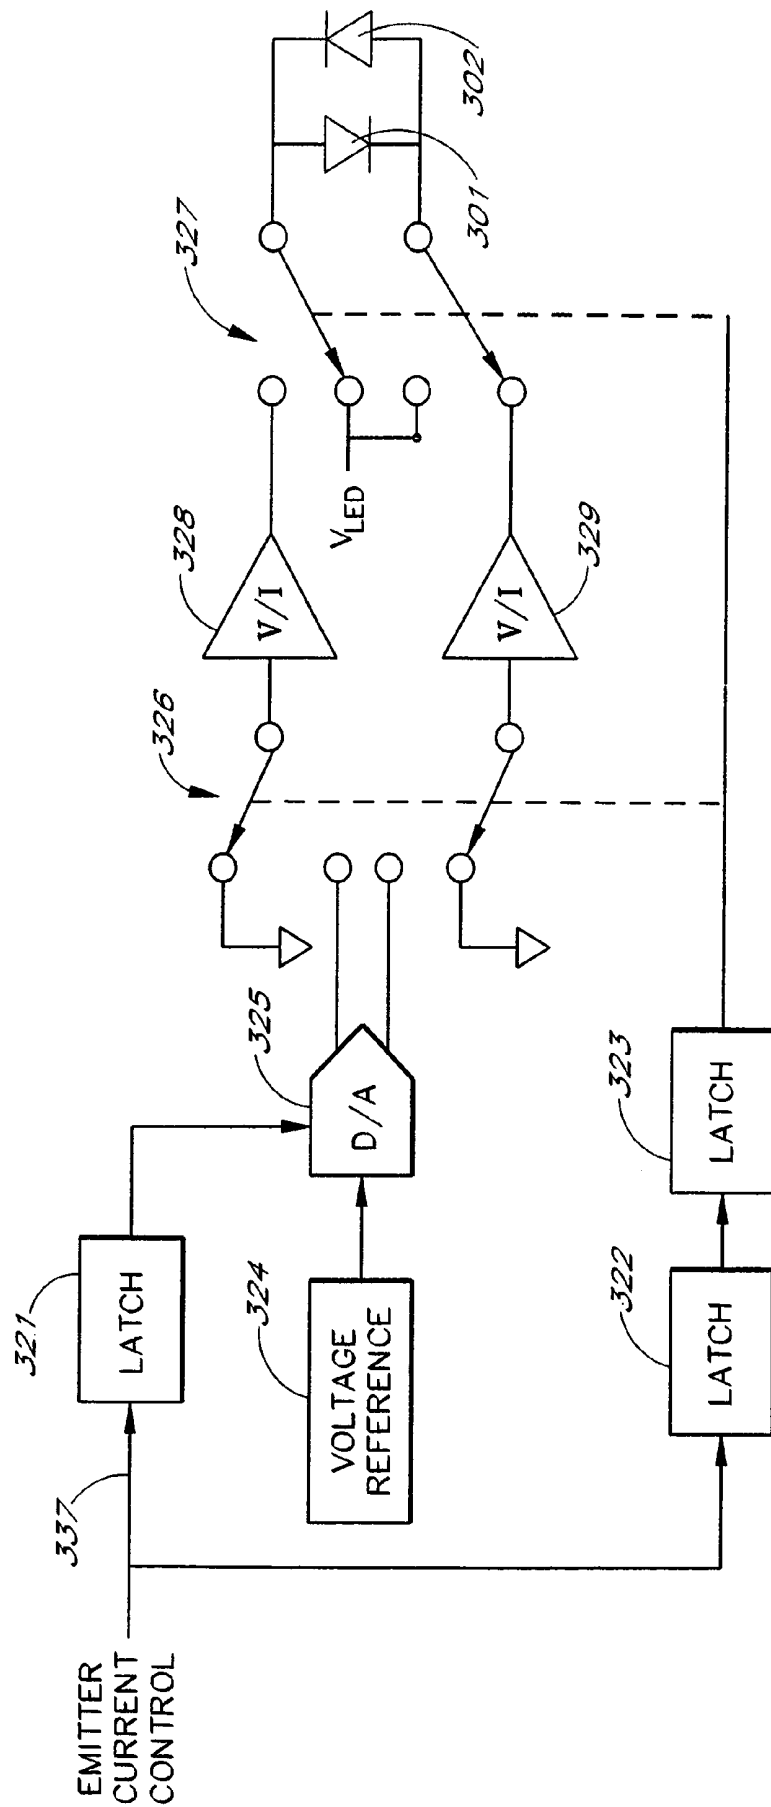 EMITTER
CURRENT
CONTROL
337
321
LATCH
324
VOLTAGE
REFERENCE
325
D/A
322
LATCH
323
LATCH
326
328
V/I
329
V/I
327
VLED
301
302